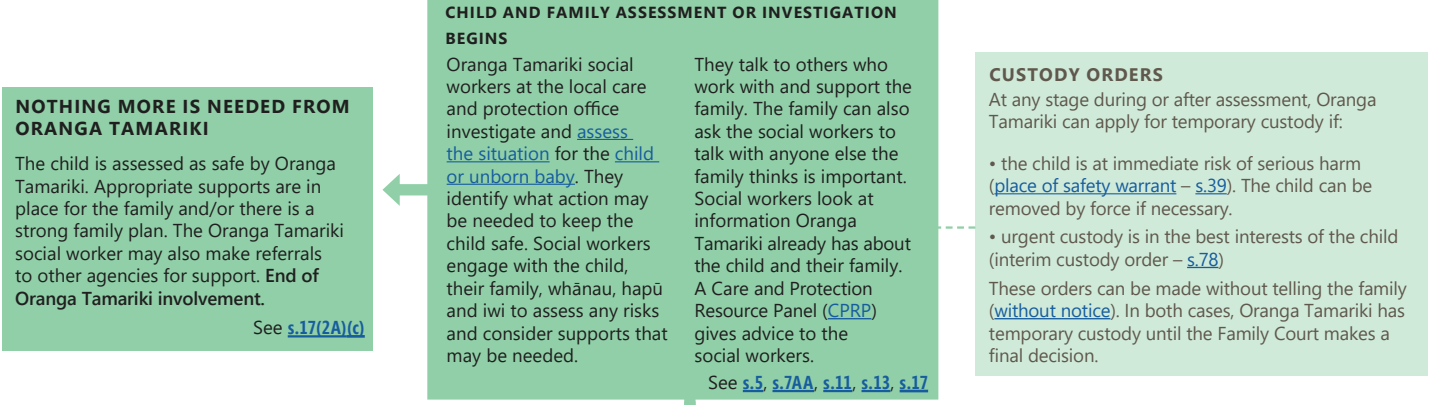 NOTHING MORE IS NEEDED FROM
ORANGA TAMARIKI
The child is assessed as safe by Oranga
Tamariki. Appropriate supports are in
place for the family and/or there is a
strong family plan. The Oranga Tamariki
social worker may also make referrals
to other agencies for support. End of
Oranga Tamariki involvement.
See s.17(2A)(c)
CHILD AND FAMILY ASSESSMENT OR INVESTIGATION
BEGINS
Oranga Tamariki social
workers at the local care
and protection office
investigate and assess
the situation for the child
or unborn baby. They
identify what action may
be needed to keep the
child safe. Social workers
engage with the child,
their family, whānau, hapū
and iwi to assess any risks
and consider supports that
may be needed.
They talk to others who
work with and support the
family. The family can also
ask the social workers to
talk with anyone else the
family thinks is important.
Social workers look at
information Oranga
Tamariki already has about
the child and their family.
A Care and Protection
Resource Panel (CPRP)
gives advice to the
social workers.
See s.5, s.7AA, s.11, s.13, s.17
CUSTODY ORDERS
At any stage during or after assessment, Oranga
Tamariki can apply for temporary custody if:
• the child is at immediate risk of serious harm
(place of safety warrant – s.39). The child can be
removed by force if necessary.
• urgent custody is in the best interests of the child
(interim custody order – s.78)
These orders can be made without telling the family
(without notice). In both cases, Oranga Tamariki has
temporary custody until the Family Court makes a
final decision.